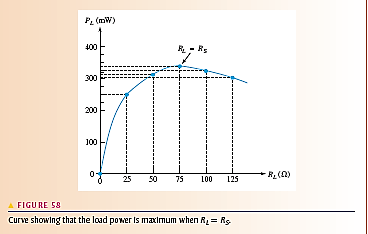 P_L (mW)
400
R_L = R_S
300
200
100
0
0 25 50 75 100 125 R_L (Ω)
▲ FIGURE 58
Curve showing that the load power is maximum when R_L = R_S.